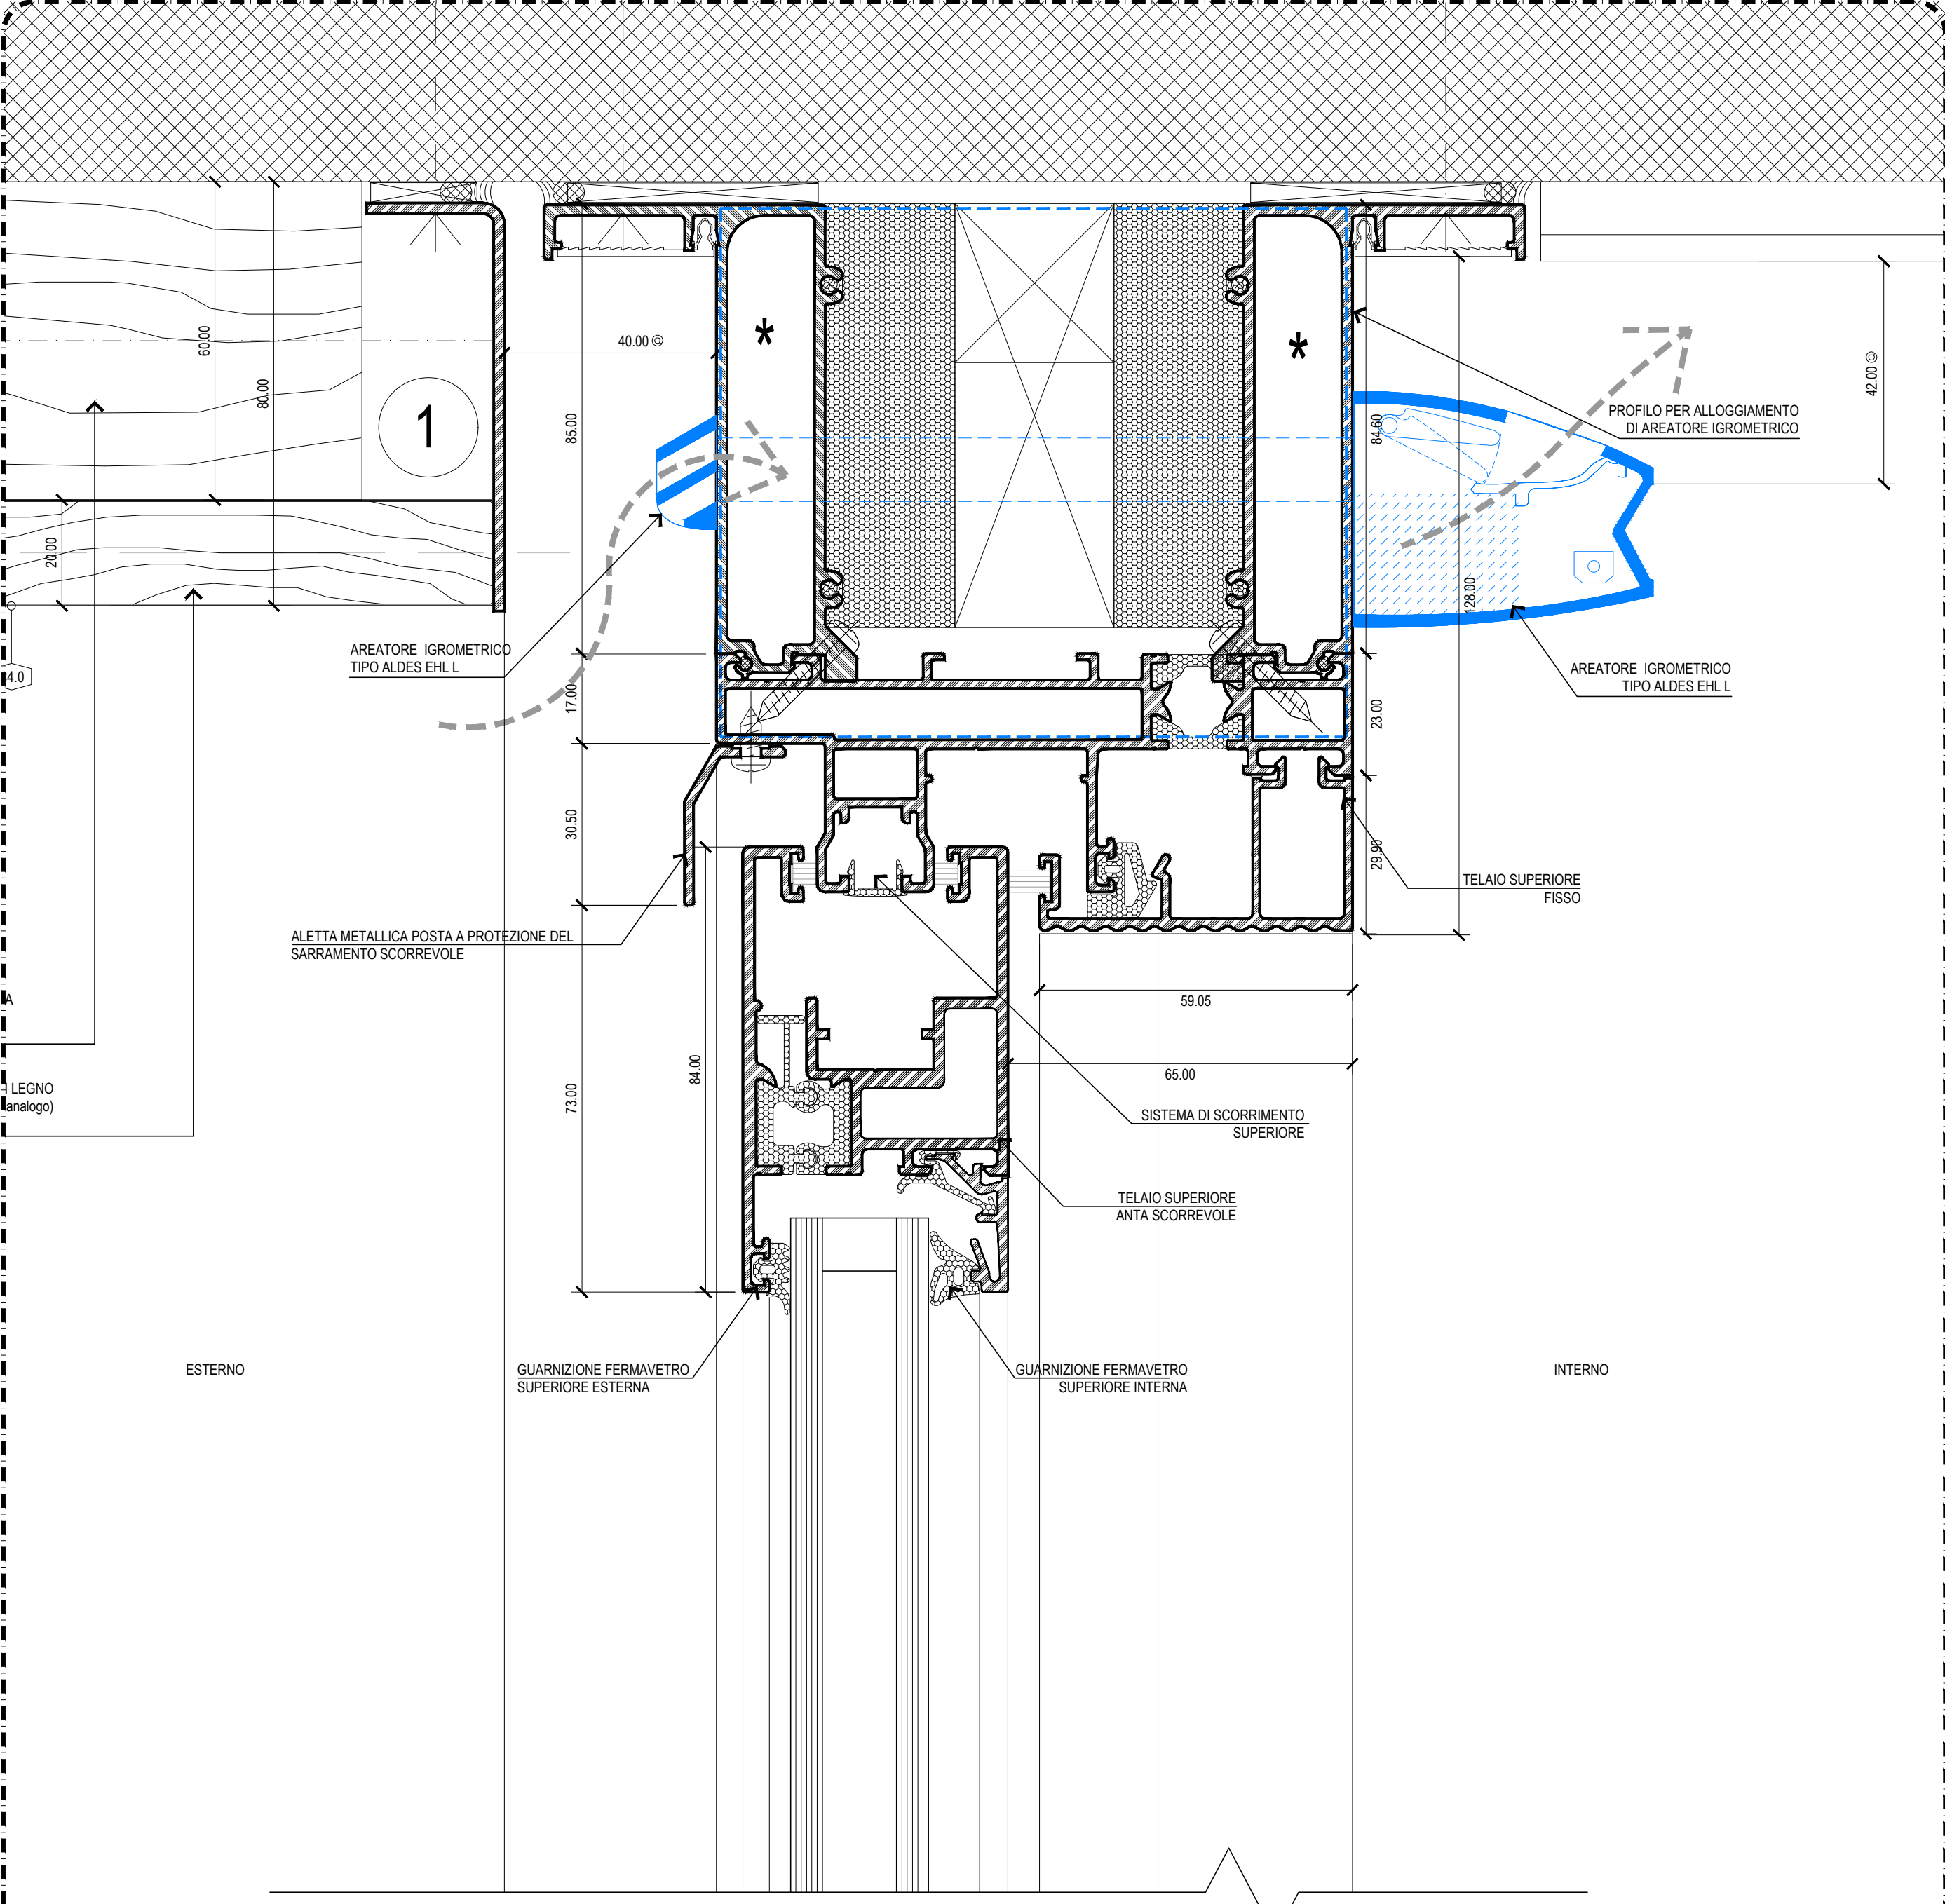 60.00
80.00
20.00
40.00 @
85.00
*
*
1
84.60
42.00 @
PROFILO PER ALLOGGIAMENTO
DI AREATORE IGROMETRICO
128.00
AREATORE IGROMETRICO
TIPO ALDES EHL L
AREATORE IGROMETRICO
TIPO ALDES EHL L
4.0
17.00
23.00
30.50
29.90
TELAIO SUPERIORE
FISSO
ALETTA METALLICA POSTA A PROTEZIONE DEL
SARRAMENTO SCORREVOLE
A
59.05
65.00
84.00
73.00
I LEGNO
analogo)
SISTEMA DI SCORRIMENTO
SUPERIORE
TELAIO SUPERIORE
ANTA SCORREVOLE
ESTERNO
GUARNIZIONE FERMAVETRO
SUPERIORE ESTERNA
GUARNIZIONE FERMAVETRO
SUPERIORE INTERNA
INTERNO